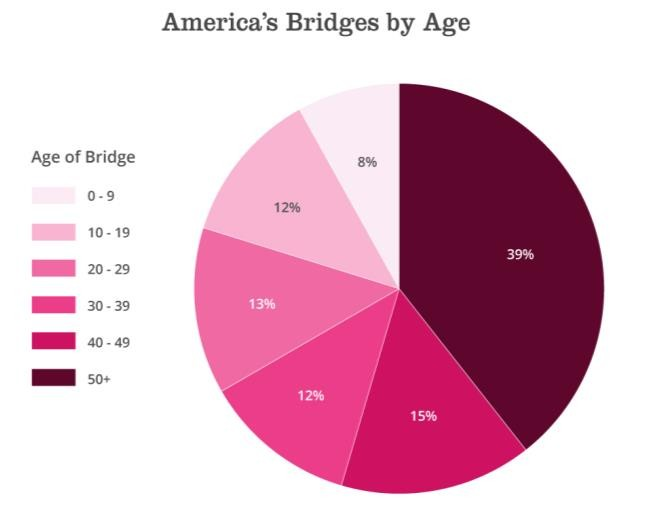 America's Bridges by Age
Age of Bridge
0 - 9
10 - 19
20 - 29
30 - 39
40 - 49
50+
8%
12%
13%
12%
15%
39%